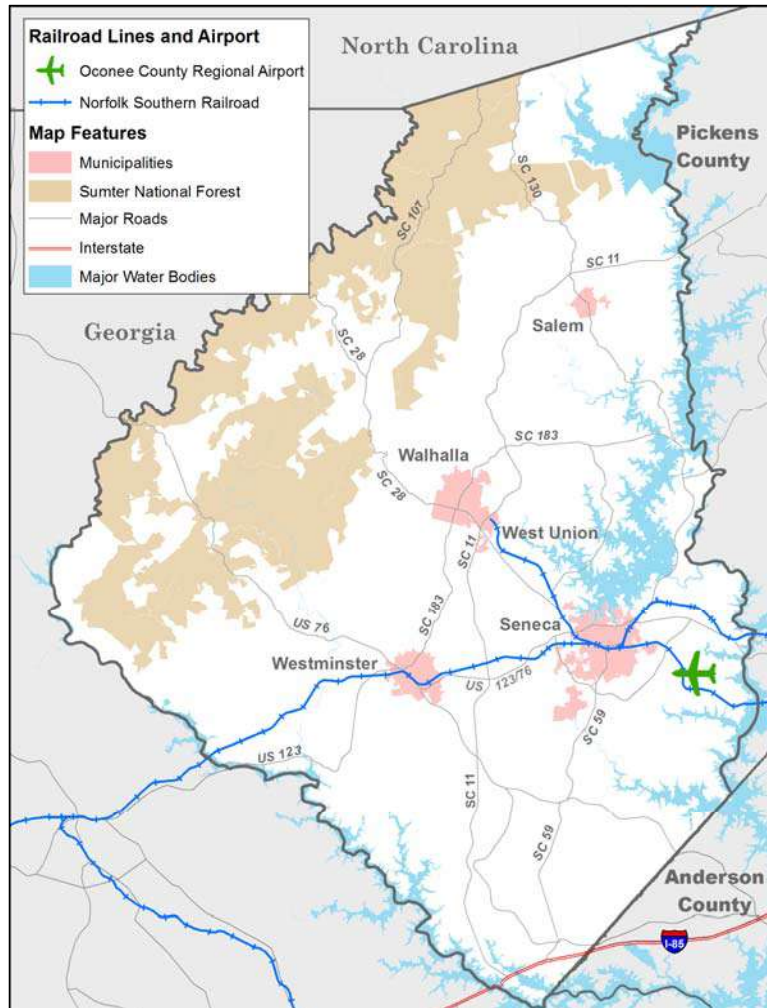 Railroad Lines and Airport
Oconee County Regional Airport
Norfolk Southern Railroad
Map Features
Municipalities
Sumter National Forest
Major Roads
Interstate
Major Water Bodies
North Carolina
Pickens
County
Georgia
SC 107
SC 130
SC 11
Salem
SC 28
SC 183
Walhalla
SC 28
West Union
SC 11
SC 183
Seneca
US 76
Westminster
US 123/76
SC 59
US 123
SC 11
SC 59
Anderson
County
I-85